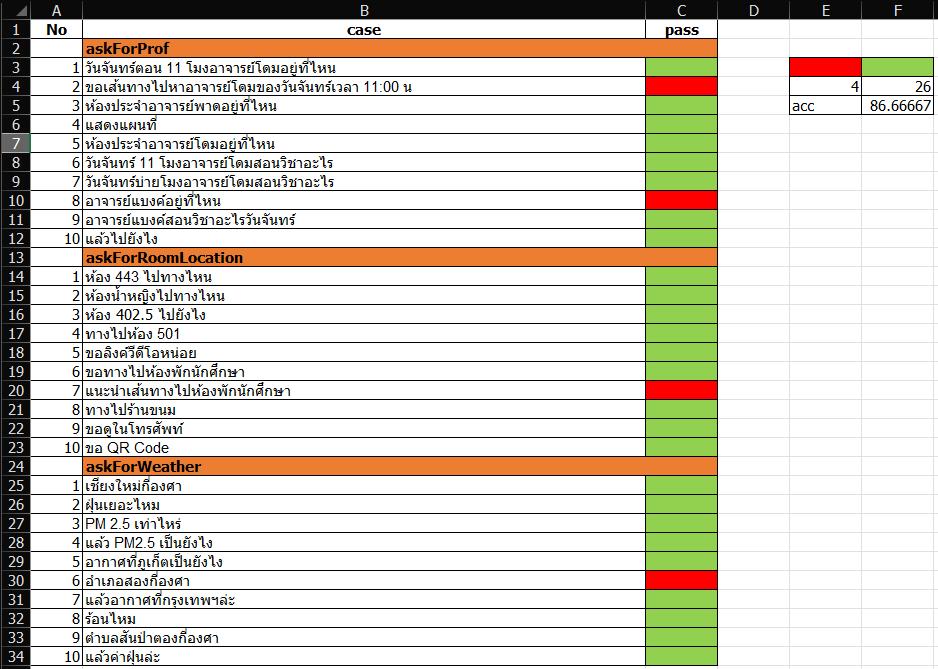 A B C D E F
1 No case pass
2 askForProf
3 1 วันจันทร์ตอน 11 โมงอาจารย์โดมอยู่ที่ไหน
4 2 ขอเส้นทางไปหาอาจารย์โดมของวันจันทร์เวลา 11:00 น 4 26
5 3 ห้องประจำอาจารย์พาตอยู่ที่ไหน acc 86.66667
6 4 แสดงแผนที่
7 5 ห้องประจำอาจารย์โดมอยู่ที่ไหน
8 6 วันจันทร์ 11 โมงอาจารย์โดมสอนวิชาอะไร
9 7 วันจันทร์บ่ายโมงอาจารย์โดมสอนวิชาอะไร
10 8 อาจารย์แบงค์อยู่ที่ไหน
11 9 อาจารย์แบงค์สอนวิชาอะไรวันจันทร์
12 10 แล้วไปยังไง
13 askForRoomLocation
14 1 ห้อง 443 ไปทางไหน
15 2 ห้องน้ำหญิงไปทางไหน
16 3 ห้อง 402.5 ไปยังไง
17 4 ทางไปห้อง 501
18 5 ขอลิงค์วีดีโอหน่อย
19 6 ขอทางไปห้องพักนักศึกษา
20 7 แนะนำเส้นทางไปห้องพักนักศึกษา
21 8 ทางไปร้านขนม
22 9 ขอดูในโทรศัพท์
23 10 ขอ QR Code
24 askForWeather
25 1 เชียงใหม่กี่องศา
26 2 ฝุ่นเยอะไหม
27 3 PM 2.5 เท่าไหร่
28 4 แล้ว PM2.5 เป็นยังไง
29 5 อากาศที่ภูเก็ตเป็นยังไง
30 6 อำเภอสองกี่องศา
31 7 แล้วอากาศที่กรุงเทพฯล่ะ
32 8 ร้อนไหม
33 9 ตำบลสันป่าตองกี่องศา
34 10 แล้วค่าฝุ่นล่ะ